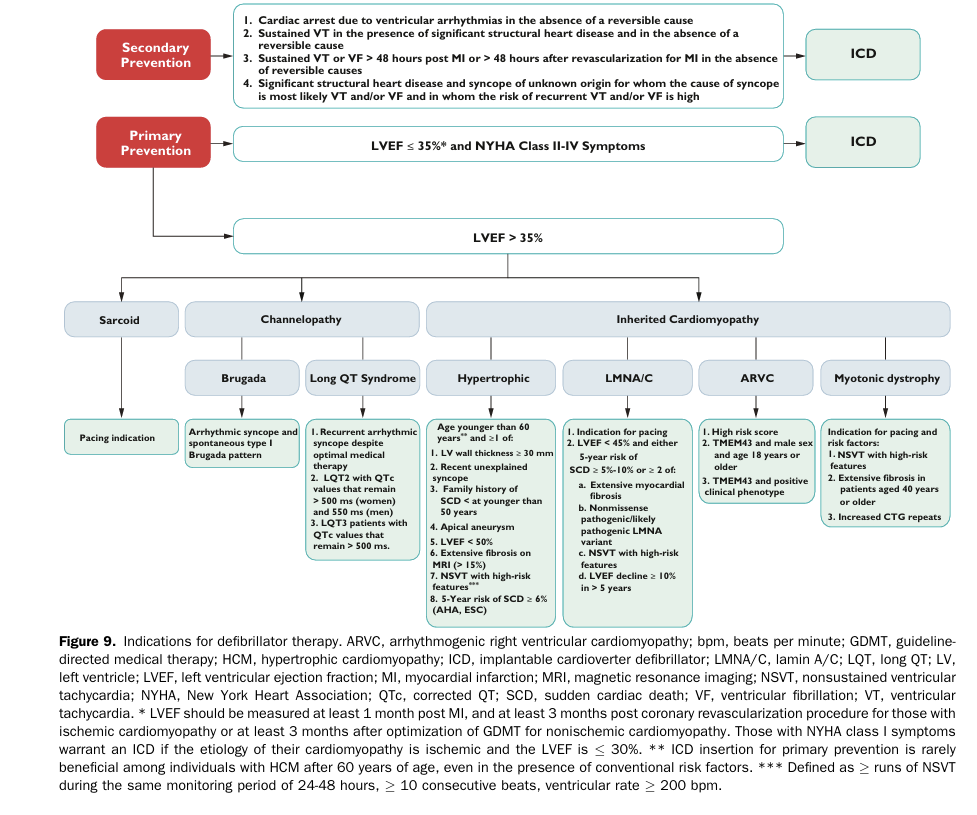 Secondary
Prevention
1. Cardiac arrest due to ventricular arrhythmias in the absence of a reversible cause
2. Sustained VT in the presence of significant structural heart disease and in the absence of a
reversible cause
3. Sustained VT or VF > 48 hours post MI or > 48 hours after revascularization for MI in the absence
of reversible causes
4. Significant structural heart disease and syncope of unknown origin for whom the cause of syncope
is most likely VT and/or VF and in whom the risk of recurrent VT and/or VF is high
ICD
Primary
Prevention
LVEF ≤ 35%* and NYHA Class II-IV Symptoms
ICD
LVEF > 35%
Sarcoid
Channelopathy
Inherited Cardiomyopathy
Brugada
Long QT Syndrome
Hypertrophic
LMNA/C
ARVC
Myotonic dystrophy
Pacing indication
Arrhythmic syncope and
spontaneous type I
Brugada pattern
1. Recurrent arrhythmic
syncope despite
optimal medical
therapy
2. LQT2 with QTc
values that remain
> 500 ms (women)
and 550 ms (men)
3. LQT3 patients with
QTc values that
remain > 500 ms.
Age younger than 60
years** and ≥1 of:
1. LV wall thickness ≥ 30 mm
2. Recent unexplained
syncope
3. Family history of
SCD < at younger than
50 years
4. Apical aneurysm
5. LVEF < 50%
6. Extensive fibrosis on
MRI (> 15%)
7. NSVT with high-risk
features***
8. 5-Year risk of SCD ≥ 6%
(AHA, ESC)
1. Indication for pacing
2. LVEF < 45% and either
5-year risk of
SCD ≥ 5%-10% or ≥ 2 of:
a. Extensive myocardial
fibrosis
b. Nonmissense
pathogenic/likely
pathogenic LMNA
variant
c. NSVT with high-risk
features
d. LVEF decline ≥ 10%
in > 5 years
1. High risk score
2. TMEM43 and male sex
and age 18 years or
older
3. TMEM43 and positive
clinical phenotype
Indication for pacing and
risk factors:
1. NSVT with high-risk
features
2. Extensive fibrosis in
patients aged 40 years
or older
3. Increased CTG repeats
Figure 9. Indications for defibrillator therapy. ARVC, arrhythmogenic right ventricular cardiomyopathy; bpm, beats per minute; GDMT, guideline-
directed medical therapy; HCM, hypertrophic cardiomyopathy; ICD, implantable cardioverter defibrillator; LMNA/C, lamin A/C; LQT, long QT; LV,
left ventricle; LVEF, left ventricular ejection fraction; MI, myocardial infarction; MRI, magnetic resonance imaging; NSVT, nonsustained ventricular
tachycardia; NYHA, New York Heart Association; QTc, corrected QT; SCD, sudden cardiac death; VF, ventricular fibrillation; VT, ventricular
tachycardia. * LVEF should be measured at least 1 month post MI, and at least 3 months post coronary revascularization procedure for those with
ischemic cardiomyopathy or at least 3 months after optimization of GDMT for nonischemic cardiomyopathy. Those with NYHA class I symptoms
warrant an ICD if the etiology of their cardiomyopathy is ischemic and the LVEF is ≤ 30%. ** ICD insertion for primary prevention is rarely
beneficial among individuals with HCM after 60 years of age, even in the presence of conventional risk factors. *** Defined as ≥ runs of NSVT
during the same monitoring period of 24-48 hours, ≥ 10 consecutive beats, ventricular rate ≥ 200 bpm.